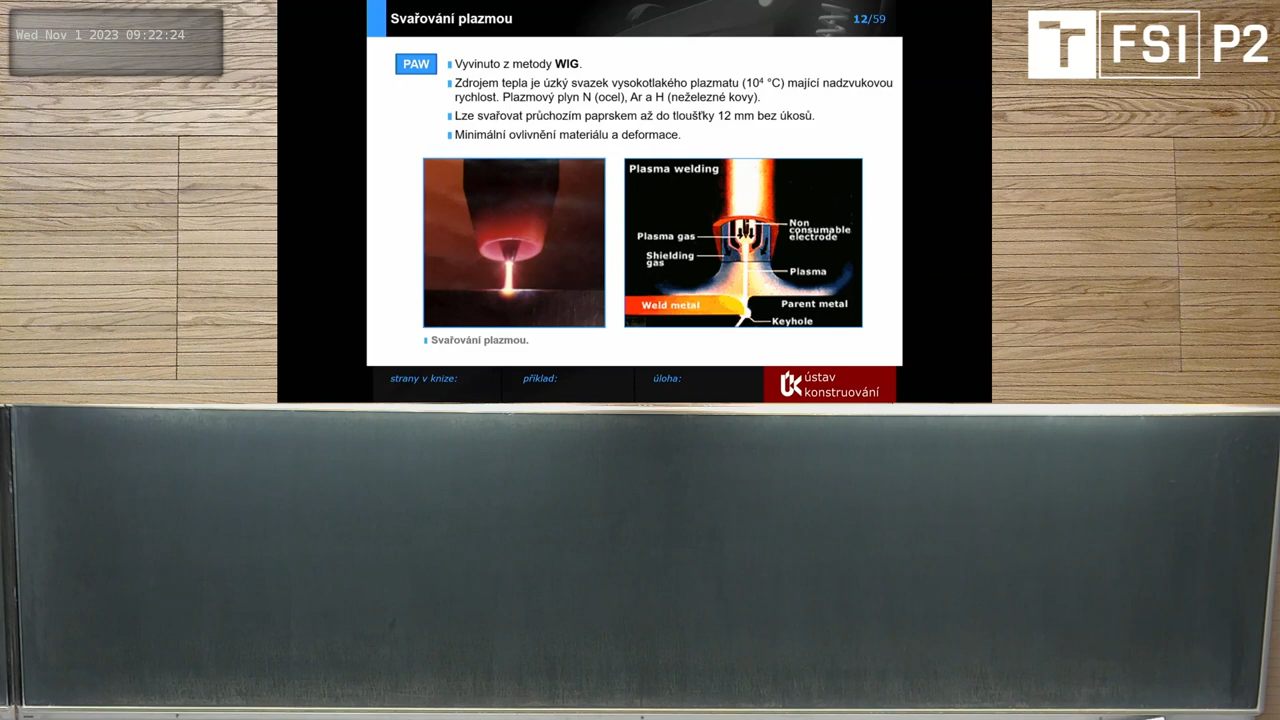 Wed Nov 1 2023 09:22:24
Svařování plazmou
12/59
FSI P2
PAW
Vyvinuto z metody WIG.
Zdrojem tepla je úzký svazek vysokotlakého plazmatu (10⁴ °C) mající nadzvukovou
rychlost. Plazmový plyn N (ocel), Ar a H (neželezné kovy).
Lze svařovat průchozím paprskem až do tloušťky 12 mm bez úkosů.
Minimální ovlivnění materiálu a deformace.
Plasma welding
Non
consumable
electrode
Plasma gas
Shielding
gas
Plasma
Weld metal
Parent metal
Keyhole
Svařování plazmou.
strany v knize:
příklad:
úloha:
ústav
konstruování